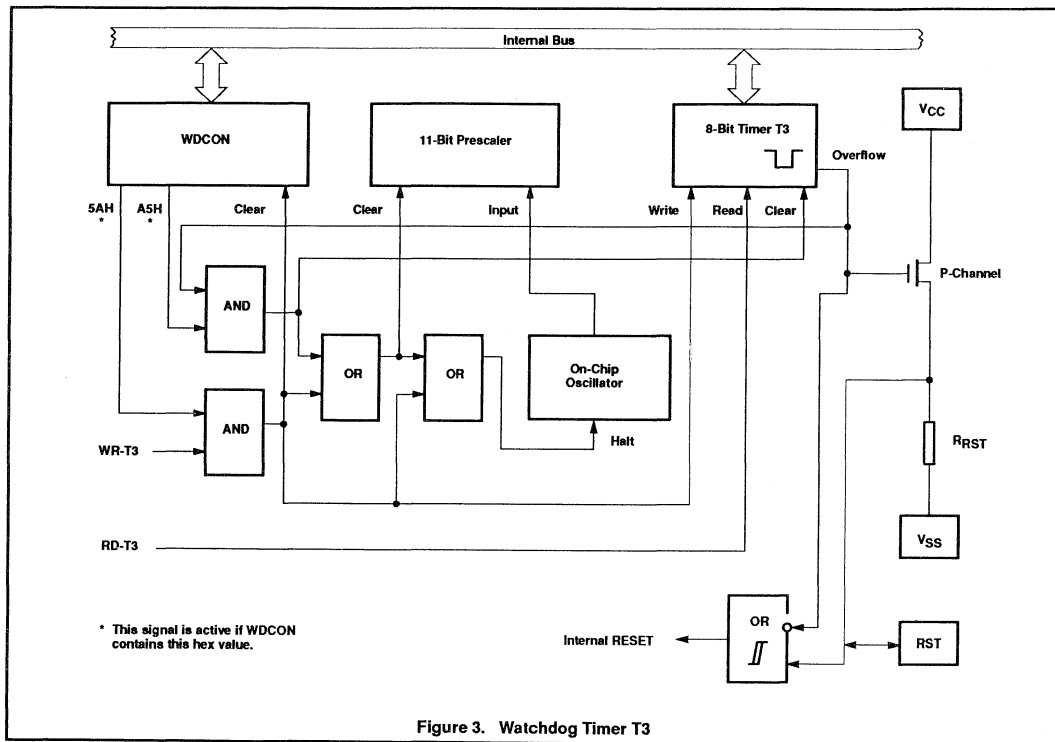 Internal Bus
WDCON
11-Bit Prescaler
8-Bit Timer T3
VCC
Overflow
5AH
*
A5H
*
Clear
Clear
Input
Write
Read
Clear
P-Channel
AND
OR
OR
On-Chip
Oscillator
AND
Halt
WR-T3
RRST
RD-T3
VSS
* This signal is active if WDCON
contains this hex value.
Internal RESET
OR
RST
Figure 3. Watchdog Timer T3